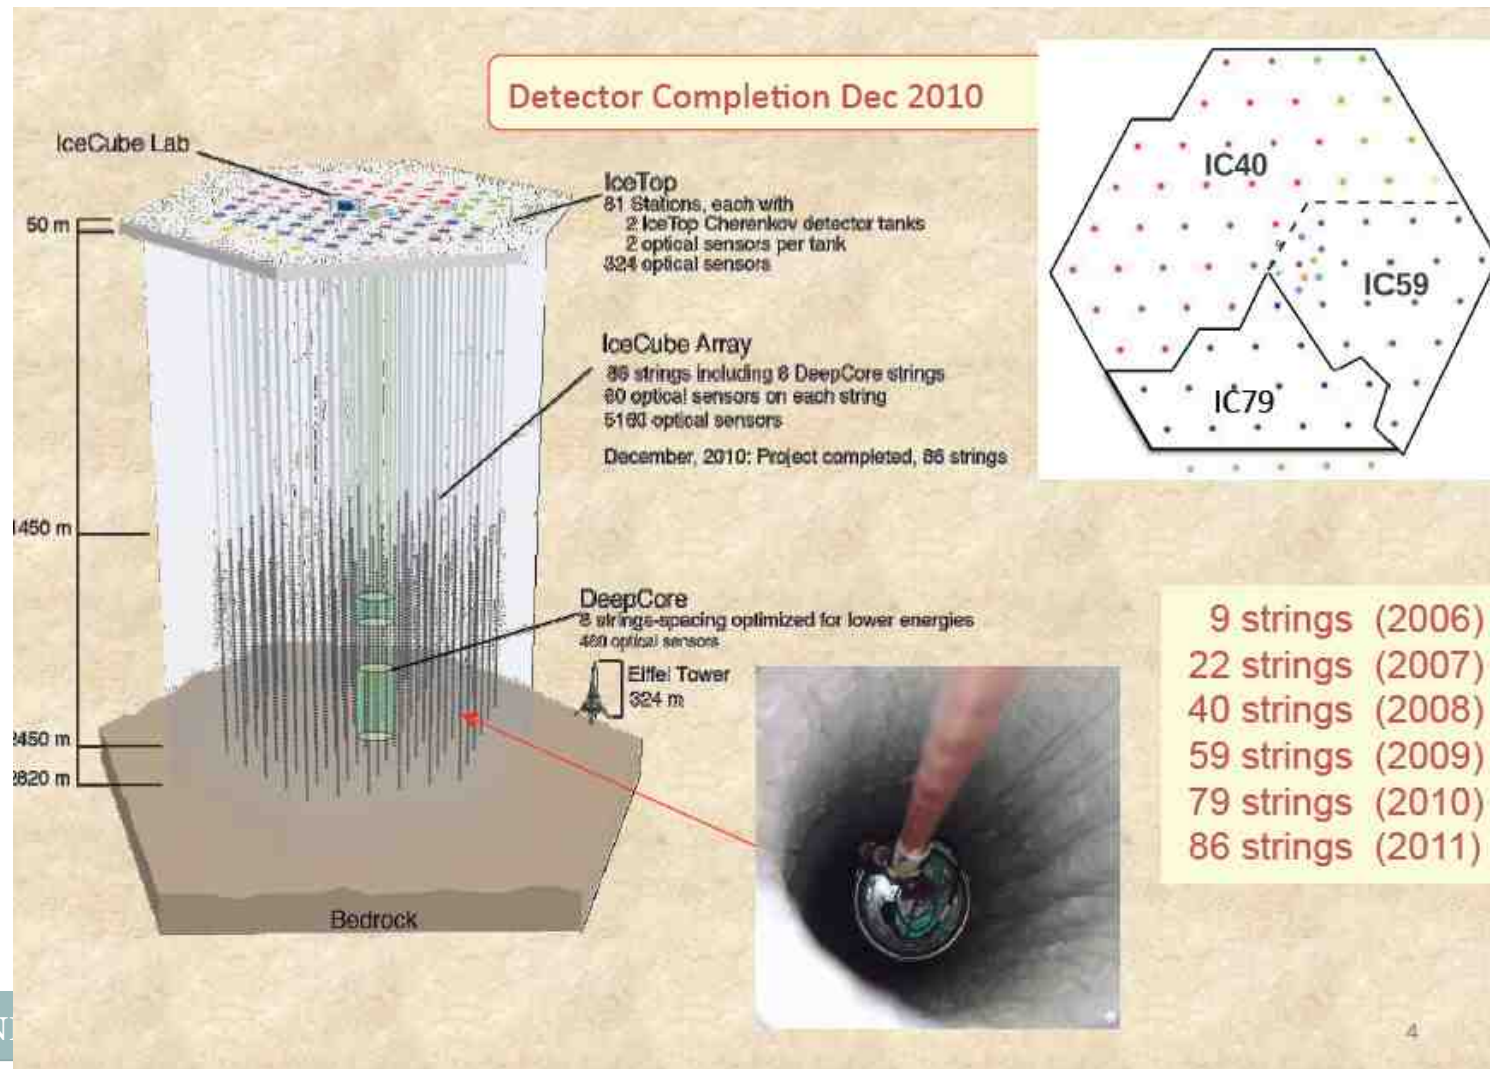 Detector Completion Dec 2010
IceCube Lab
50 m
1450 m
2450 m
2820 m
IceTop
81 Stations, each with
2 IceTop Cherenkov detector tanks
2 optical sensors per tank
324 optical sensors
IceCube Array
86 strings including 8 DeepCore strings
60 optical sensors on each string
5160 optical sensors
December, 2010: Project completed, 86 strings
DeepCore
8 strings-spacing optimized for lower energies
480 optical sensors
Eiffel Tower
324 m
Bedrock
IC40
IC59
IC79
9 strings (2006)
22 strings (2007)
40 strings (2008)
59 strings (2009)
79 strings (2010)
86 strings (2011)
4